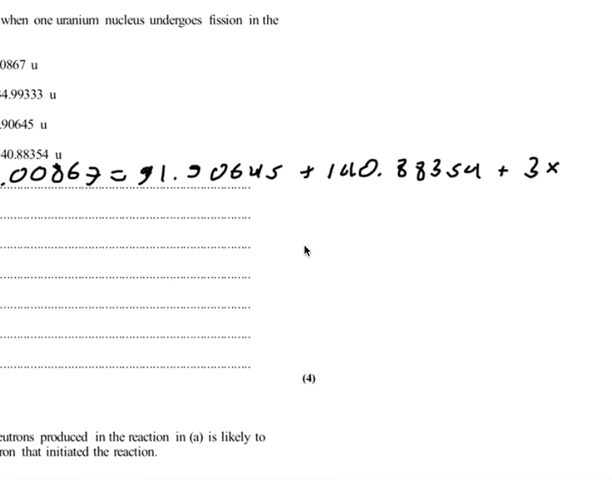 when one uranium nucleus undergoes fission in the
0867 u
4.99333 u
.90645 u
40.88354 u
.00867 = 91.90645 + 140.88354 + 3×
(4)
eutrons produced in the reaction in (a) is likely to
ron that initiated the reaction.